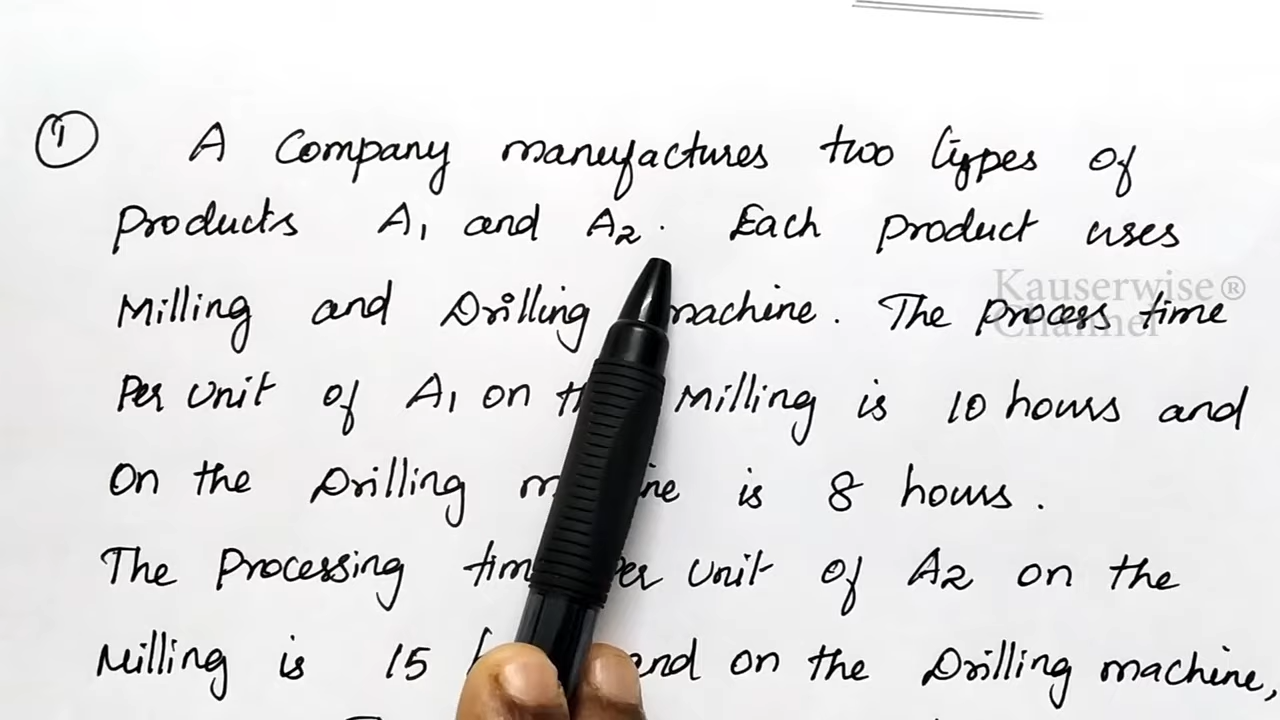 ① A Company manufactures two types of
Products A1 and A2. Each product uses
Milling and Drilling machine. The Process time
Per Unit of A1 on Milling is 10 hours and
On the Drilling is 8 hours.
The Processing Per Unit of A2 on the
Milling is 15 and on the Drilling machine,
Kauserwise®
Channel